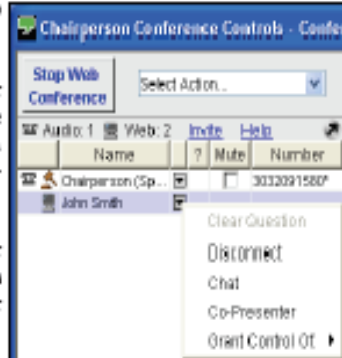 Chairperson Conference Controls - Confe
Stop Web
Conference
Select Action...
Audio: 1 Web: 2 Invite Help
Name ? Mute Number
Chairperson (Sp... 3032091580*
John Smith
Clear Question
Disconnect
Chat
Co-Presenter
Grant Control Of